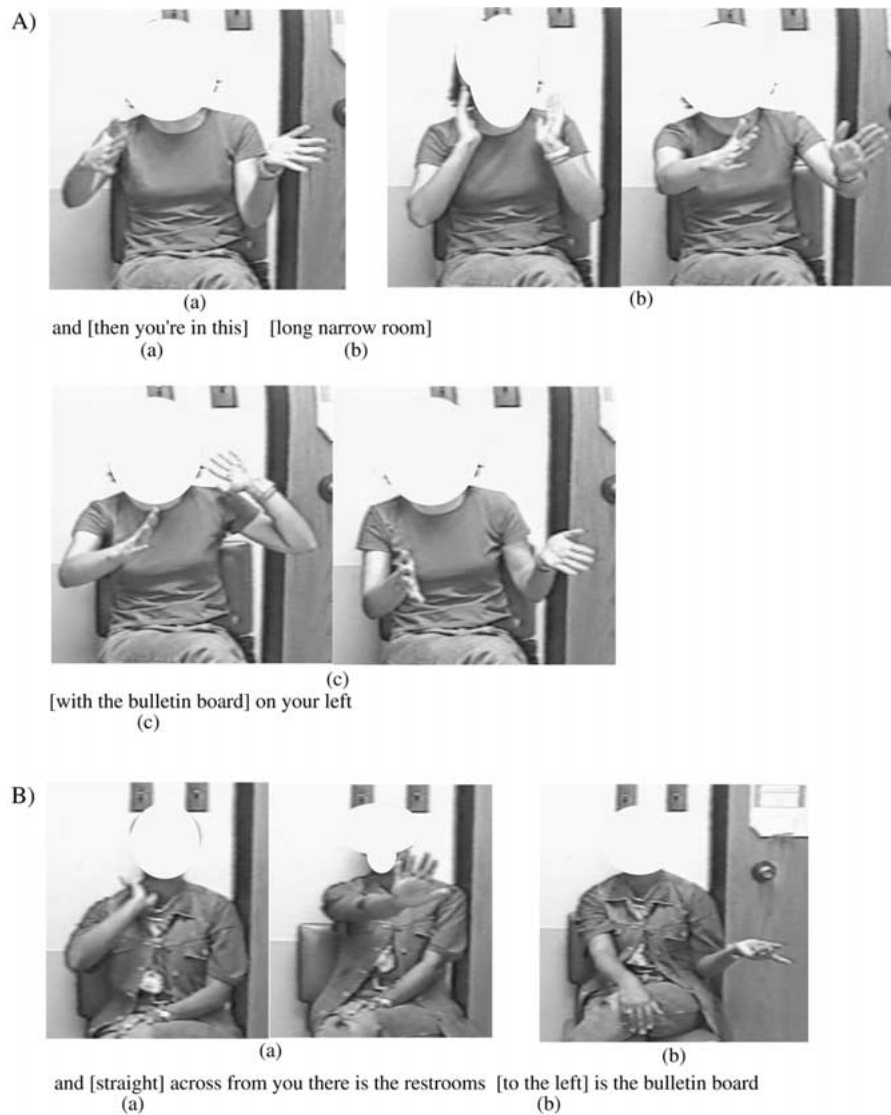 A)
(a) (b)
and [then you're in this] [long narrow room]
(a) (b)
(c)
[with the bulletin board] on your left
(c)
B)
(a) (b)
and [straight] across from you there is the restrooms [to the left] is the bulletin board
(a) (b)